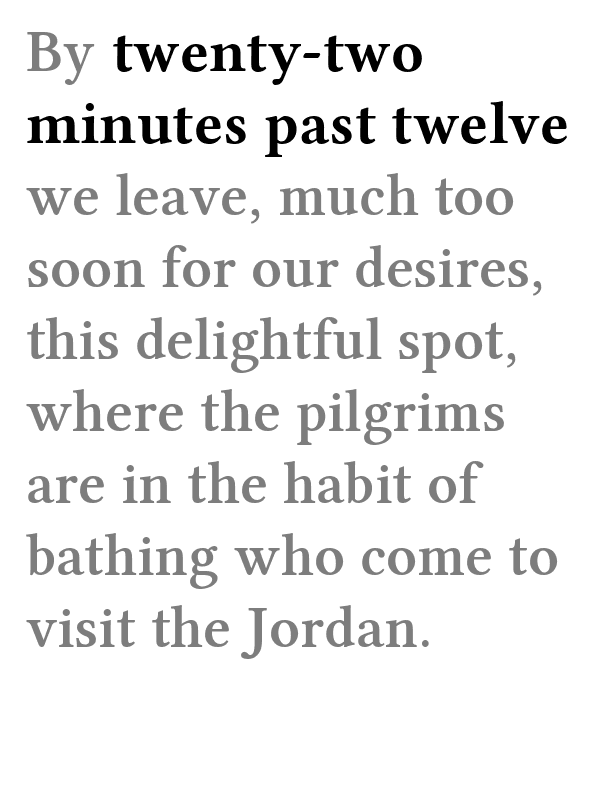 By twenty-two
minutes past twelve
we leave, much too
soon for our desires,
this delightful spot,
where the pilgrims
are in the habit of
bathing who come to
visit the Jordan.